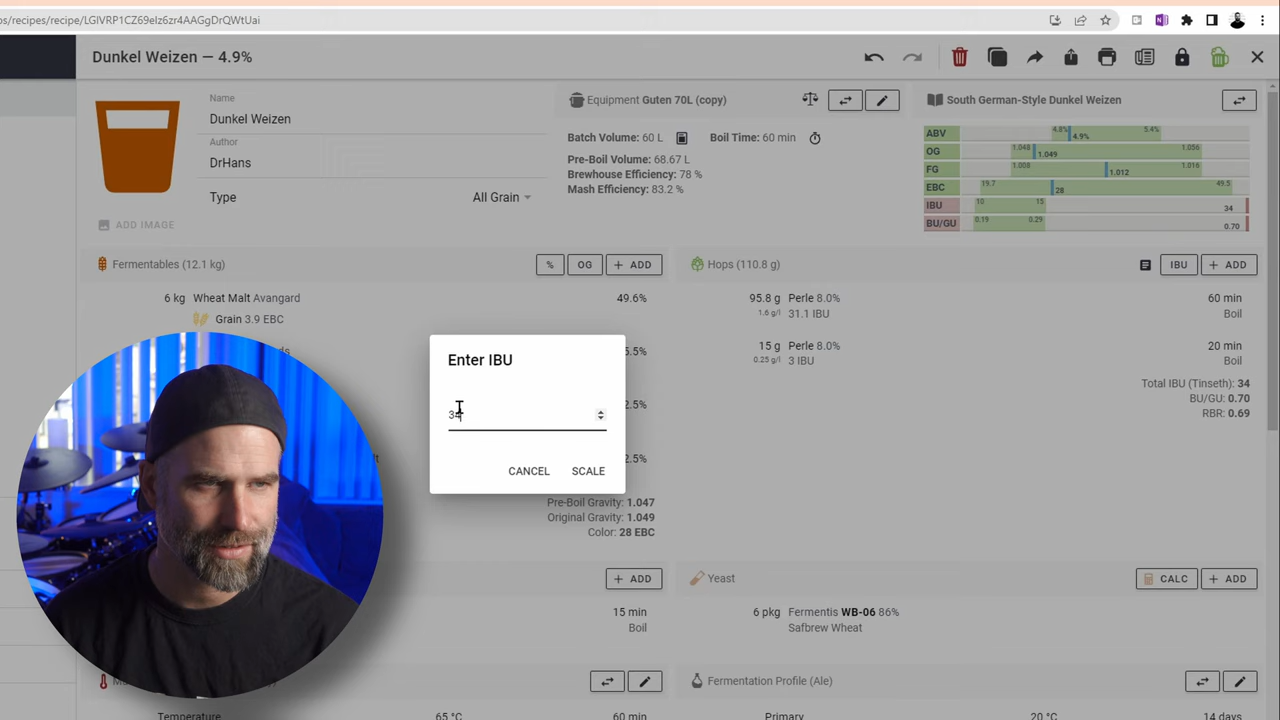 os/recipes/recipe/LGIVRP1CZ69eIz6zr4AAGgDrQWtUai
Dunkel Weizen — 4.9%
Name
Dunkel Weizen
Author
DrHans
Type
All Grain
ADD IMAGE
Equipment Guten 70L (copy)
Batch Volume: 60 L
Boil Time: 60 min
Pre-Boil Volume: 68.67 L
Brewhouse Efficiency: 78 %
Mash Efficiency: 83.2 %
South German-Style Dunkel Weizen
ABV 4.8% 4.9% 5.4%
OG 1.048 1.049 1.056
FG 1.008 1.012 1.016
EBC 19.7 28 49.5
IBU 10 15 34
BU/GU 0.19 0.29 0.70
Fermentables (12.1 kg)
% OG + ADD
6 kg Wheat Malt Avangard 49.6%
Grain 3.9 EBC
5.5%
2.5%
2.5%
Pre-Boil Gravity: 1.047
Original Gravity: 1.049
Color: 28 EBC
Hops (110.8 g)
IBU + ADD
95.8 g Perle 8.0% 60 min
1.6 g/l 31.1 IBU Boil
15 g Perle 8.0% 20 min
0.25 g/l 3 IBU Boil
Total IBU (Tinseth): 34
BU/GU: 0.70
RBR: 0.69
Enter IBU
34
CANCEL SCALE
+ ADD
15 min
Boil
Yeast
CALC + ADD
6 pkg Fermentis WB-06 86%
Safbrew Wheat
Temperature 65 °C 60 min
Fermentation Profile (Ale)
Primary 20 °C 14 days